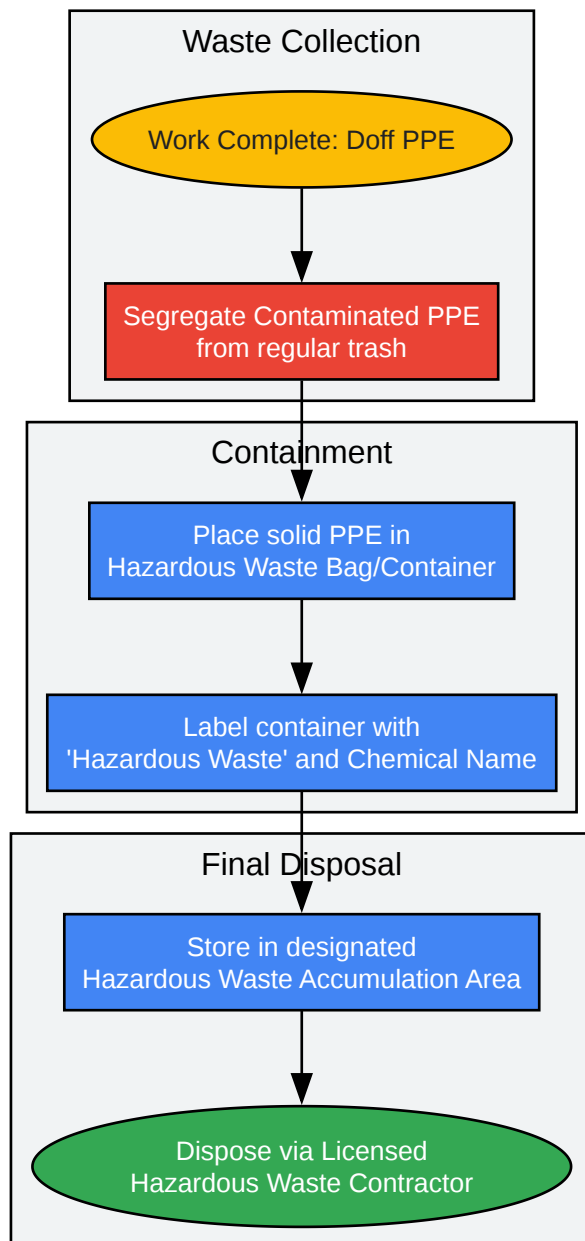 Waste Collection
Work Complete: Doff PPE
Segregate Contaminated PPE
from regular trash
Containment
Place solid PPE in
Hazardous Waste Bag/Container
Label container with
'Hazardous Waste' and Chemical Name
Final Disposal
Store in designated
Hazardous Waste Accumulation Area
Dispose via Licensed
Hazardous Waste Contractor